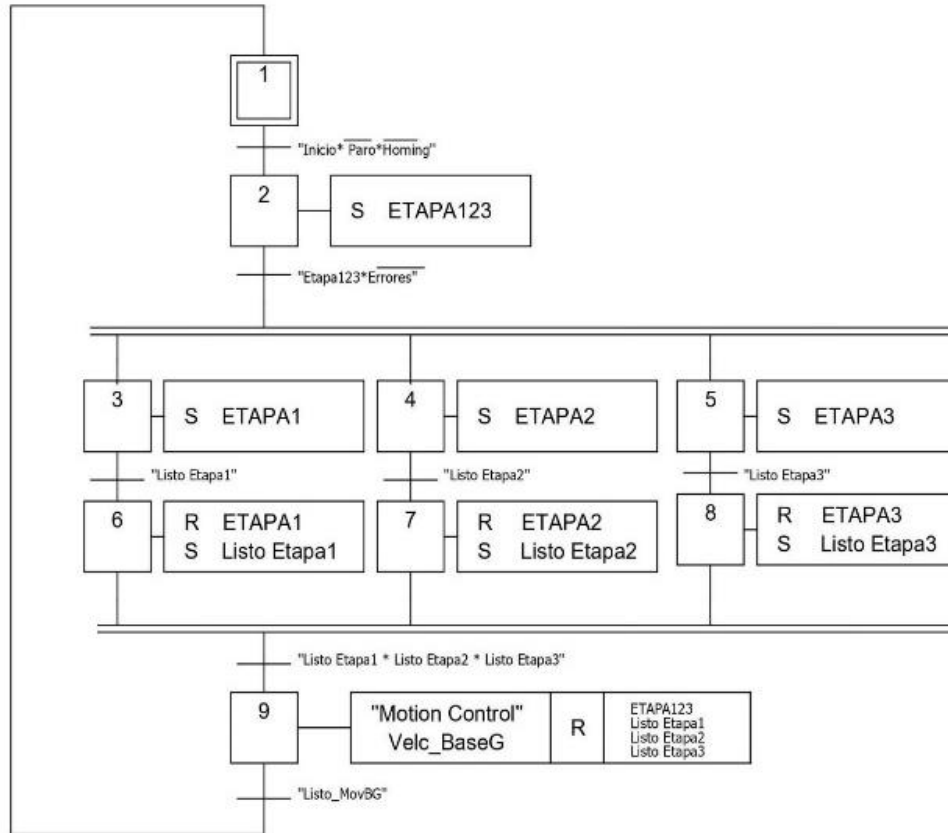 1
"Inicio* Paro*Homing"
2
S ETAPA123
"Etapa123*Errores"
3
S ETAPA1
4
S ETAPA2
5
S ETAPA3
"Listo Etapa1"
"Listo Etapa2"
"Listo Etapa3"
6
R ETAPA1
S Listo Etapa1
7
R ETAPA2
S Listo Etapa2
8
R ETAPA3
S Listo Etapa3
"Listo Etapa1 * Listo Etapa2 * Listo Etapa3"
9
"Motion Control"
Velc_BaseG
R
ETAPA123
Listo Etapa1
Listo Etapa2
Listo Etapa3
"Listo_MovBG"